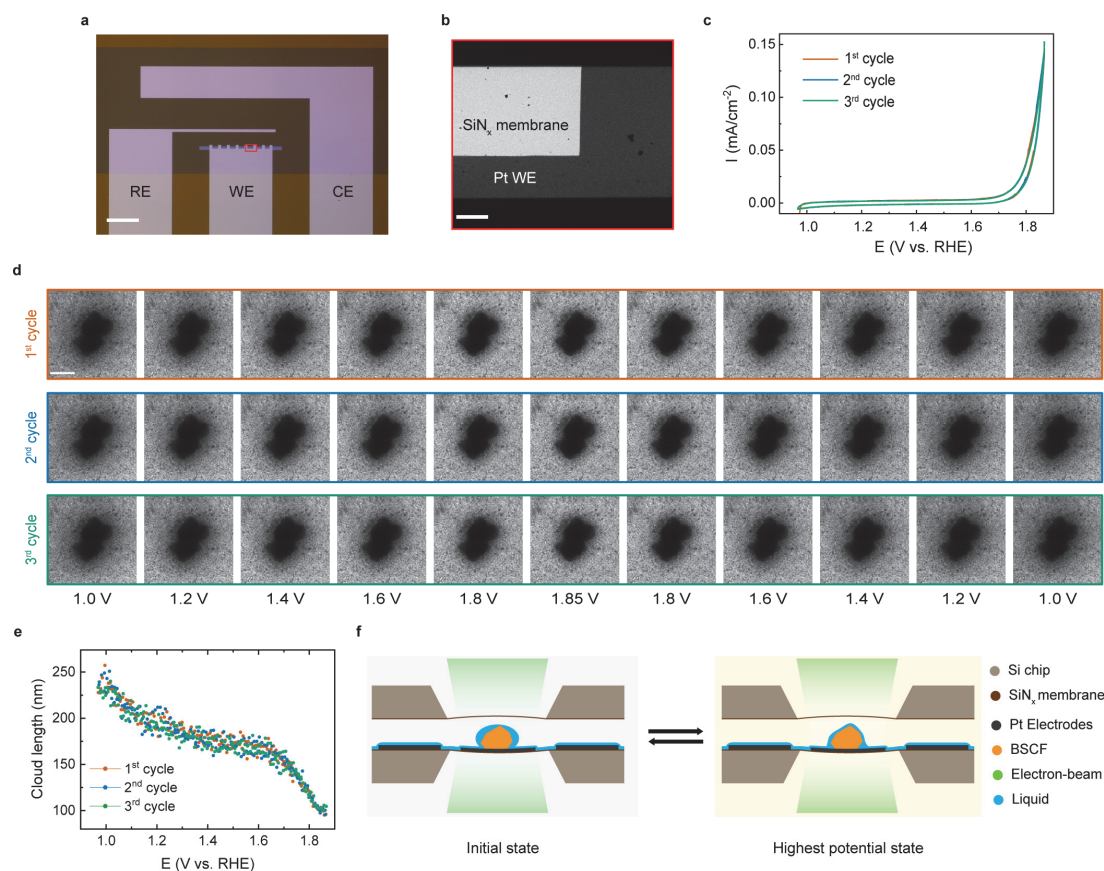 a
RE
WE
CE
b
SiNx membrane
Pt WE
c
I (mA/cm⁻²)
0.15
0.10
0.05
0.00
1st cycle
2nd cycle
3rd cycle
1.0 1.2 1.4 1.6 1.8
E (V vs. RHE)
d
1st cycle
2nd cycle
3rd cycle
1.0 V 1.2 V 1.4 V 1.6 V 1.8 V 1.85 V 1.8 V 1.6 V 1.4 V 1.2 V 1.0 V
e
Cloud length (nm)
250
200
150
100
1st cycle
2nd cycle
3rd cycle
1.0 1.2 1.4 1.6 1.8
E (V vs. RHE)
f
Initial state
Highest potential state
Si chip
SiNx membrane
Pt Electrodes
BSCF
Electron-beam
Liquid